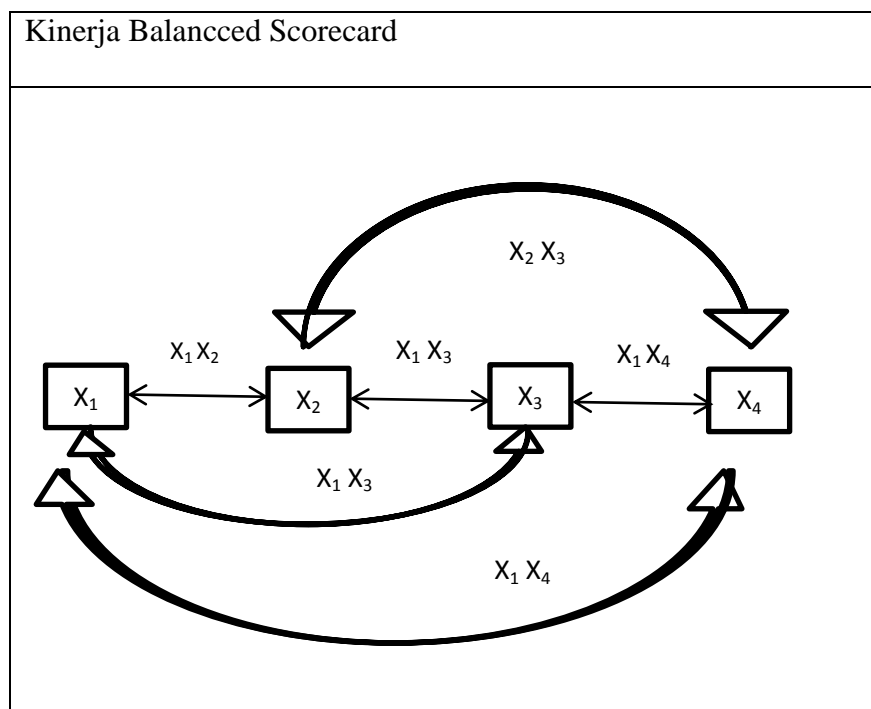 Kinerja Balancced Scorecard
X₂ X₃
X₁ X₂
X₁ X₃
X₁ X₄
X₁
X₂
X₃
X₄
X₁ X₃
X₁ X₄